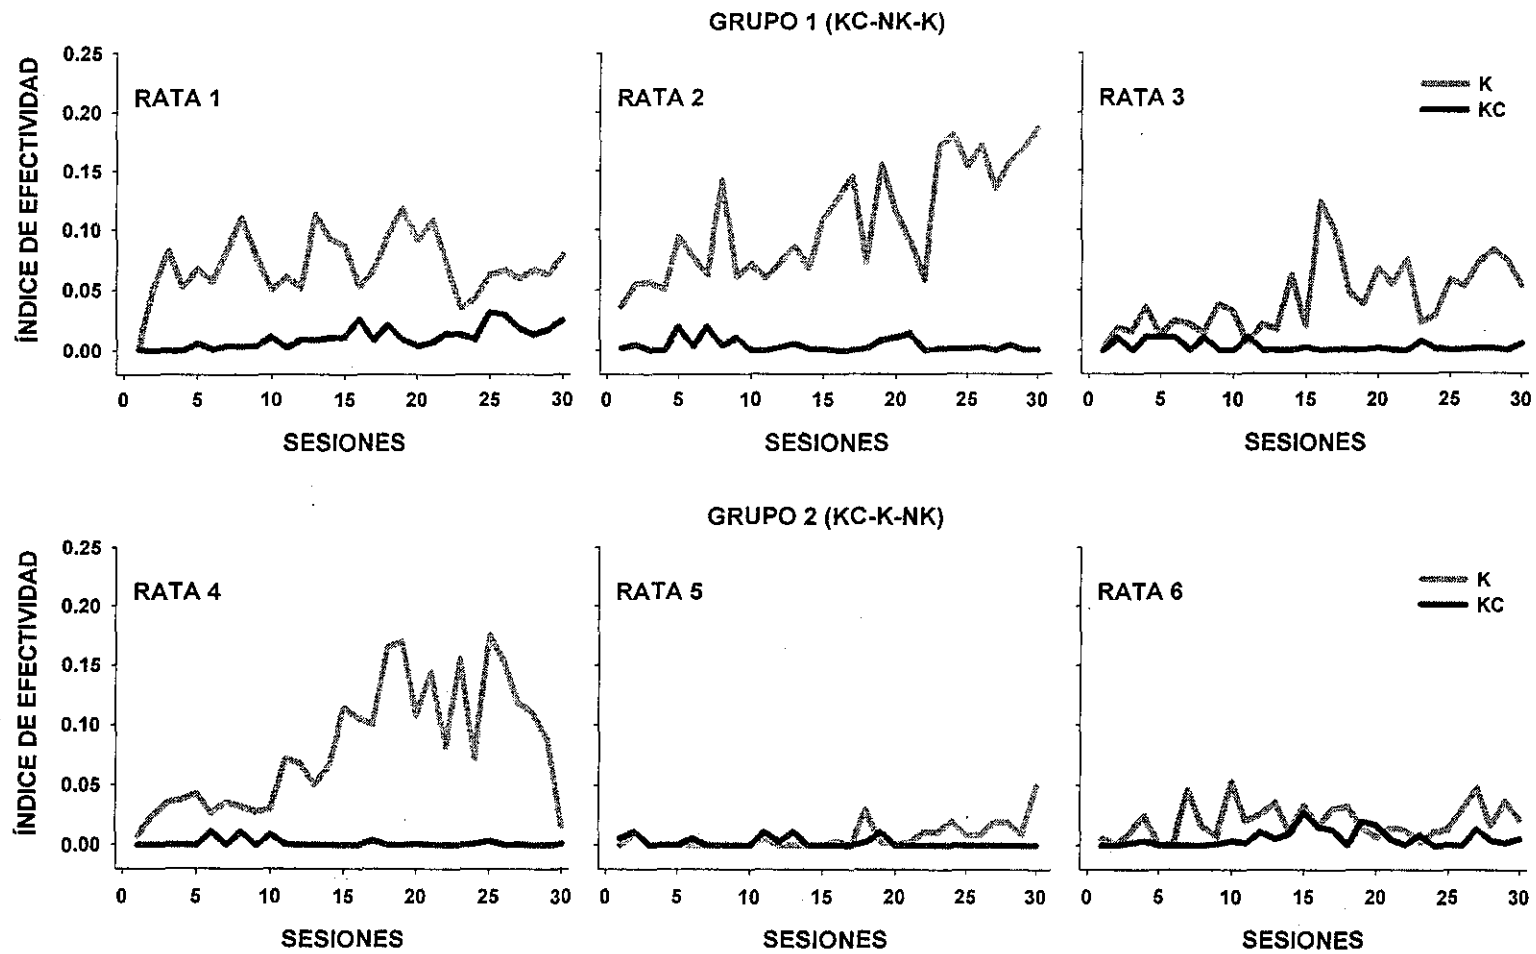 GRUPO 1 (KC-NK-K)
ÍNDICE DE EFECTIVIDAD
0.25
0.20
0.15
0.10
0.05
0.00
RATA 1
RATA 2
RATA 3
K
KC
0 5 10 15 20 25 30
0 5 10 15 20 25 30
0 5 10 15 20 25 30
SESIONES
SESIONES
SESIONES
GRUPO 2 (KC-K-NK)
ÍNDICE DE EFECTIVIDAD
0.25
0.20
0.15
0.10
0.05
0.00
RATA 4
RATA 5
RATA 6
K
KC
0 5 10 15 20 25 30
0 5 10 15 20 25 30
0 5 10 15 20 25 30
SESIONES
SESIONES
SESIONES